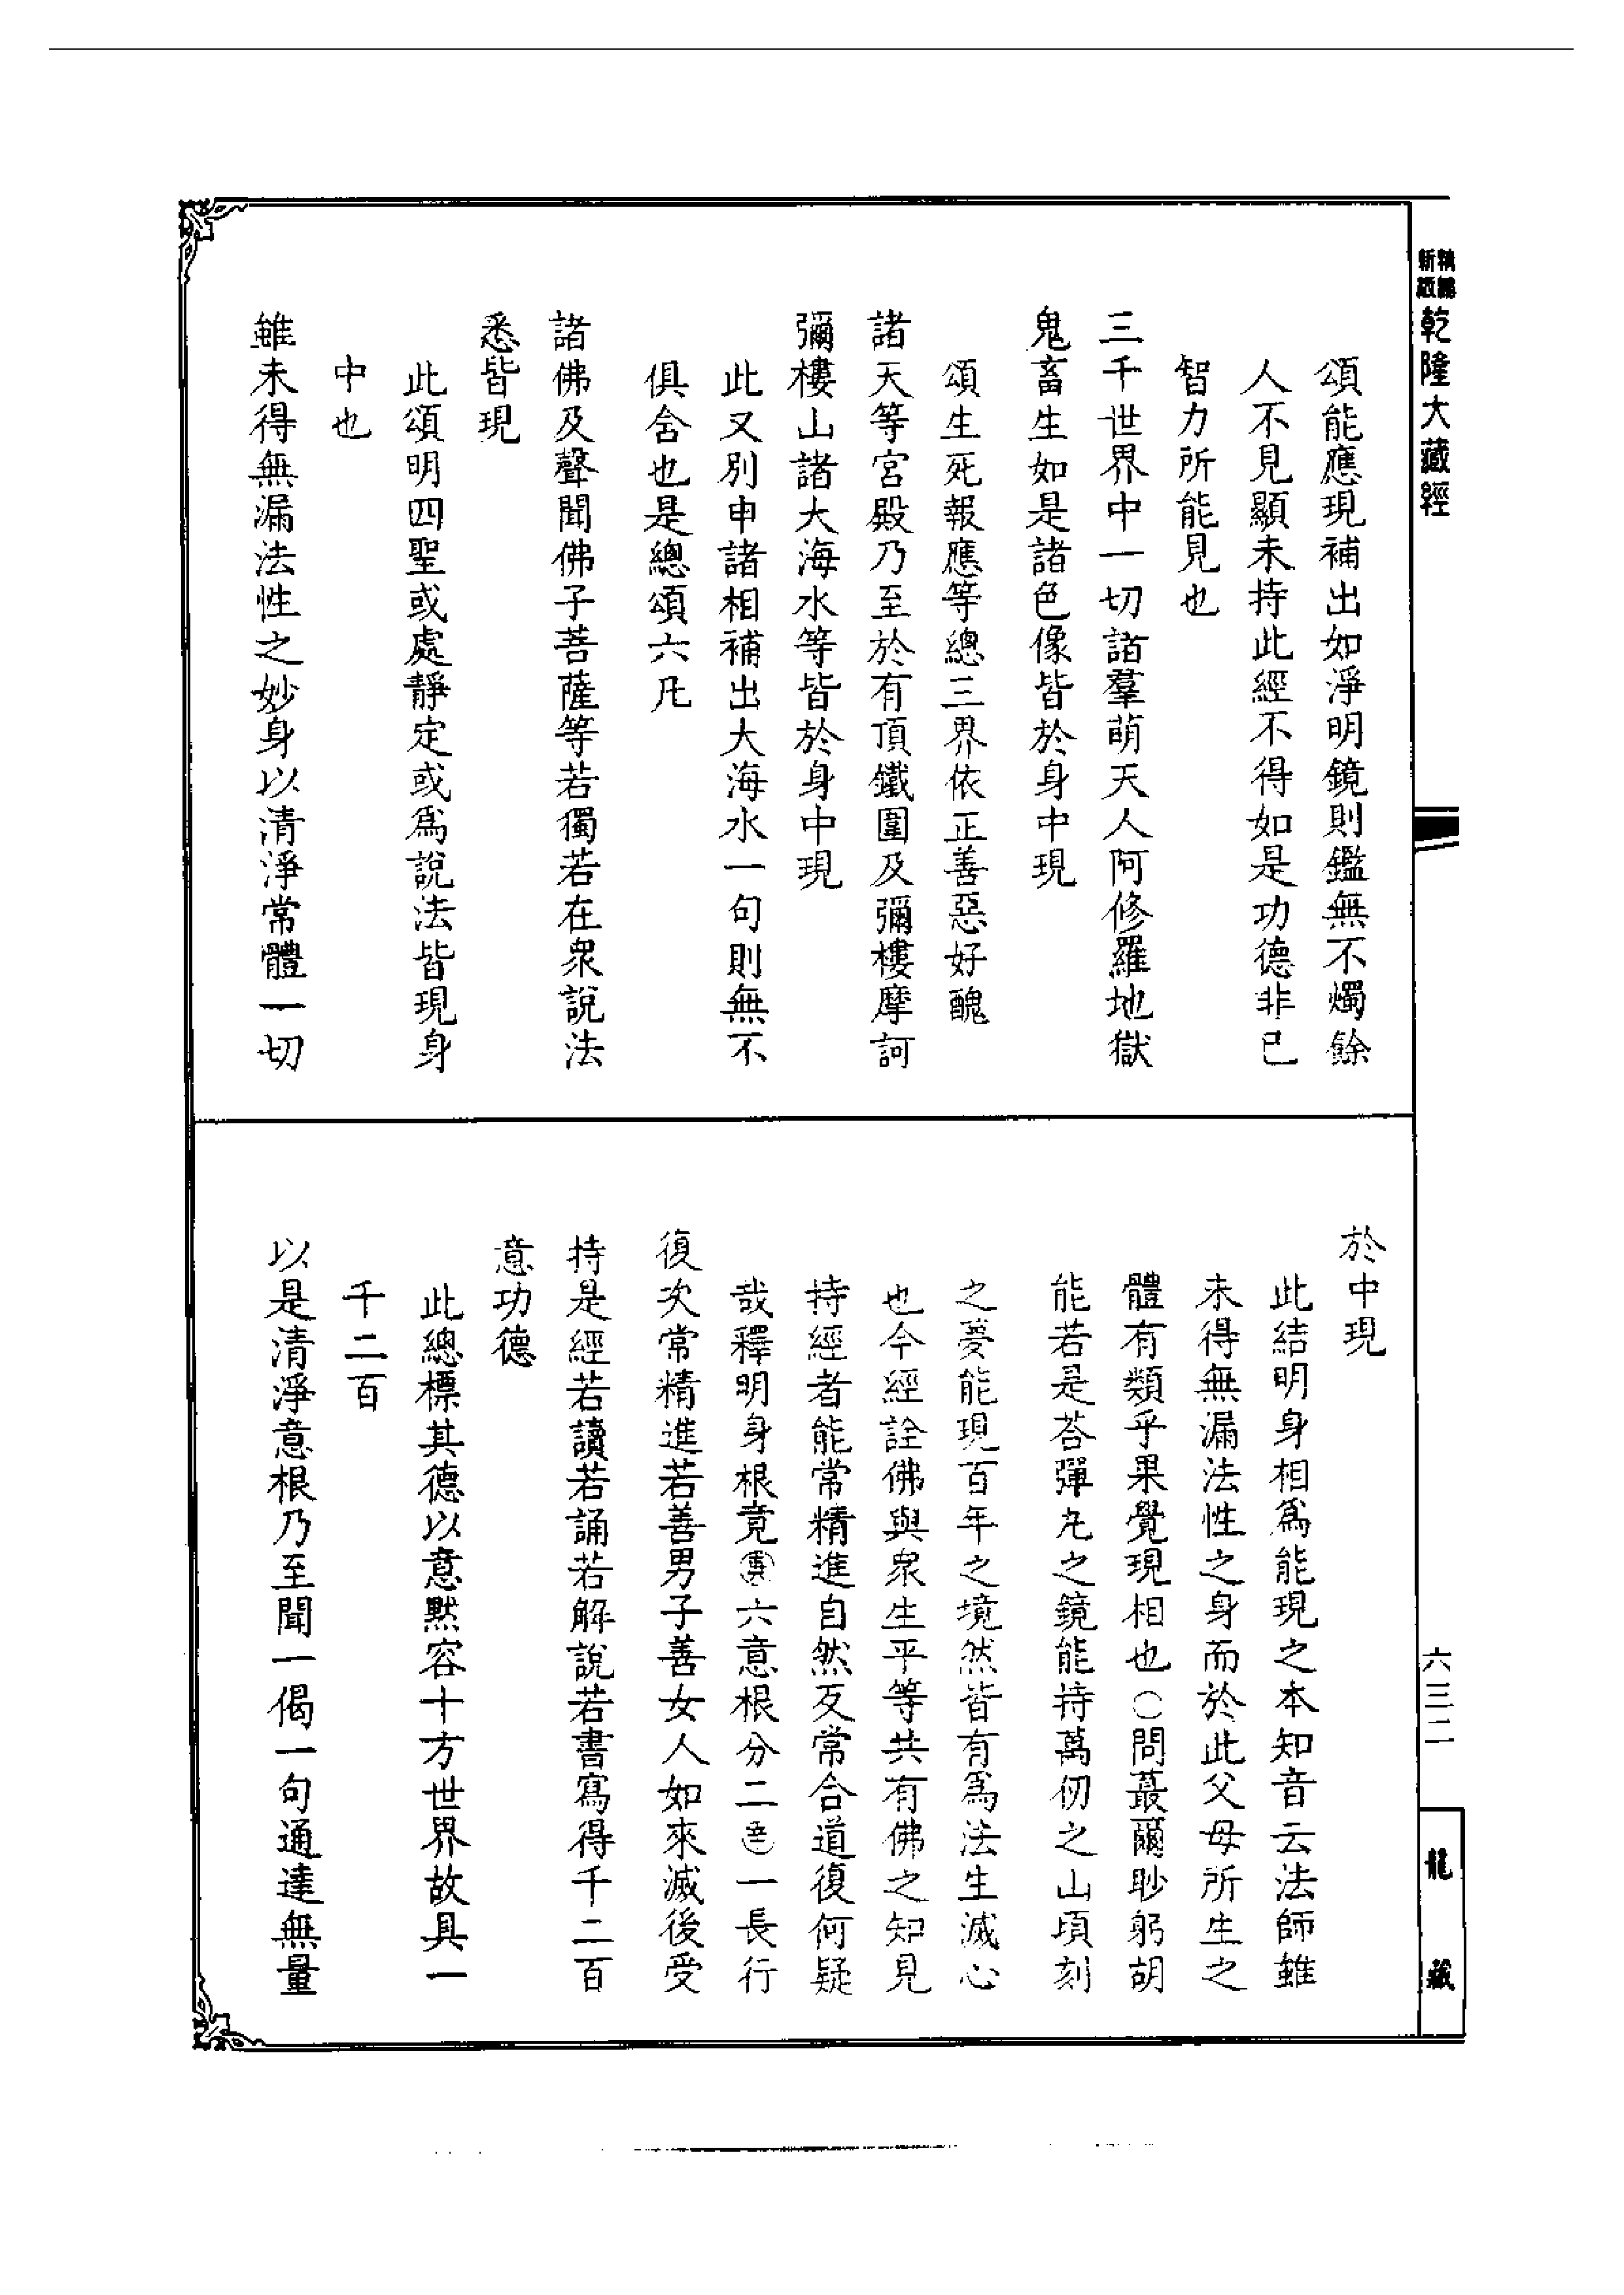 新編縮版乾隆大藏經
頌能應現補出如淨明鏡則鑑無不燭餘
人不見顯未持此經不得如是功德非已
智力所能見也
三千世界中一切諸羣萌天人阿修羅地獄
鬼畜生如是諸色像皆於身中現
頌生死報應等總三界依正善惡好醜
諸天等宮殿乃至於有頂鐵圍及彌樓摩訶
彌樓山諸大海水等皆於身中現
此又別申諸相補出大海水一句則無不
俱舍也是總頌六凡
諸佛及聲聞佛子菩薩等若獨若在衆說法
悉皆現
此頌明四聖或處靜定或爲說法皆現身
中也
雖未得無漏法性之妙身以清淨常體一切
於中現
此結明身相爲能現之本知音云法師雖
未得無漏法性之身而於此父母所生之
體有類乎果覺現相也○問蕞爾眇躬胡
能若是荅彈丸之鏡能持萬仞之山頃刻
之夢能現百年之境然皆有爲法生滅心
也今經詮佛與衆生平等共有佛之知見
持經者能常精進自然攷常合道復何疑
哉釋明身根竟六意根分二一長行
復次常精進若善男子善女人如來滅後受
持是經若讀若誦若解說若書寫得千二百
意功德
此總標其德以意黙容十方世界故具一
千二百
以是清淨意根乃至聞一偈一句通達無量
六三二
龍藏